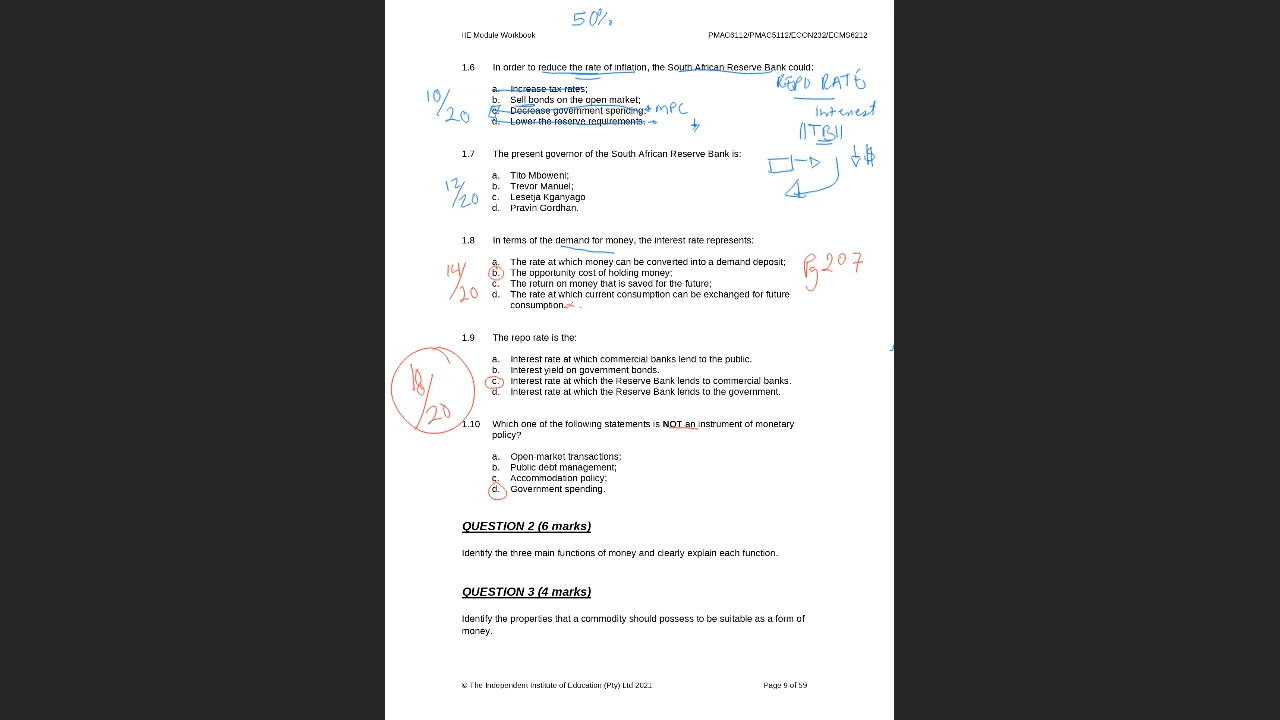 50%
IIE Module Workbook PMAC6112/PMAC5112/ECON232/ECMS6212
1.6 In order to reduce the rate of inflation, the South African Reserve Bank could:
REPO RATE
a. Increase tax rates;
b. Sell bonds on the open market;
c. Decrease government spending; MPC
d. Lower the reserve requirements.
10/20
interest
TB
$
1.7 The present governor of the South African Reserve Bank is:
a. Tito Mboweni;
b. Trevor Manuel;
c. Lesetja Kganyago
d. Pravin Gordhan.
12/20
1.8 In terms of the demand for money, the interest rate represents:
a. The rate at which money can be converted into a demand deposit;
b. The opportunity cost of holding money;
c. The return on money that is saved for the future;
d. The rate at which current consumption can be exchanged for future
consumption.
14/20
Pg 207
1.9 The repo rate is the:
a. Interest rate at which commercial banks lend to the public.
b. Interest yield on government bonds.
c. Interest rate at which the Reserve Bank lends to commercial banks.
d. Interest rate at which the Reserve Bank lends to the government.
18/20
1.10 Which one of the following statements is NOT an instrument of monetary
policy?
a. Open-market transactions;
b. Public debt management;
c. Accommodation policy;
d. Government spending.
QUESTION 2 (6 marks)
Identify the three main functions of money and clearly explain each function.
QUESTION 3 (4 marks)
Identify the properties that a commodity should possess to be suitable as a form of
money.
© The Independent Institute of Education (Pty) Ltd 2021 Page 9 of 59